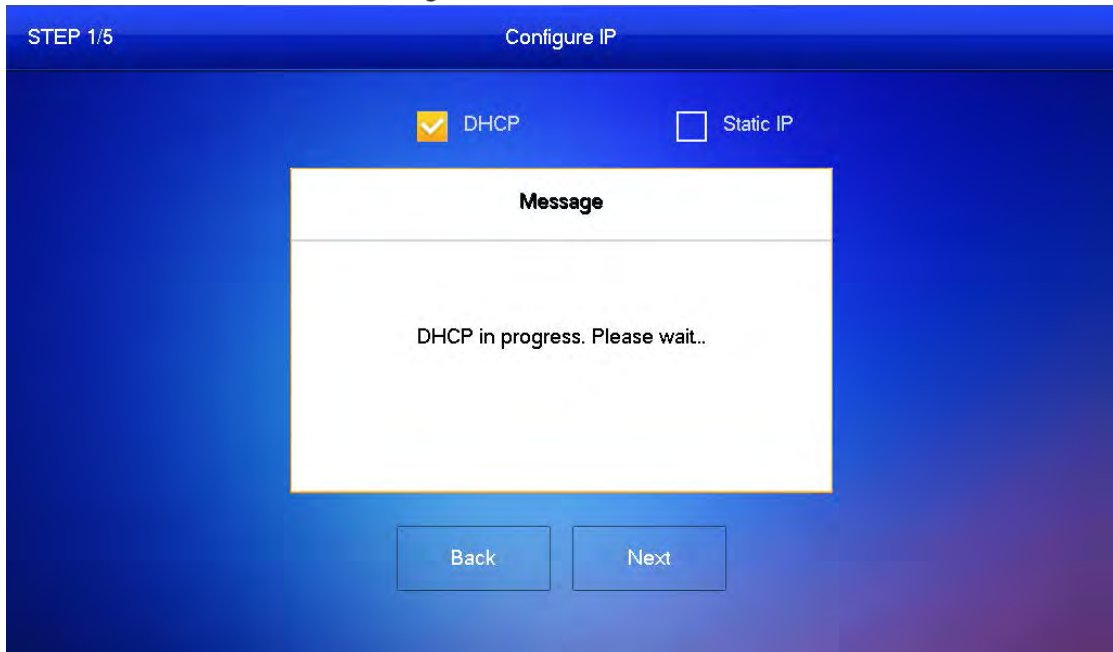 STEP 1/5
Configure IP
DHCP
Static IP
Message
DHCP in progress. Please wait...
Back
Next